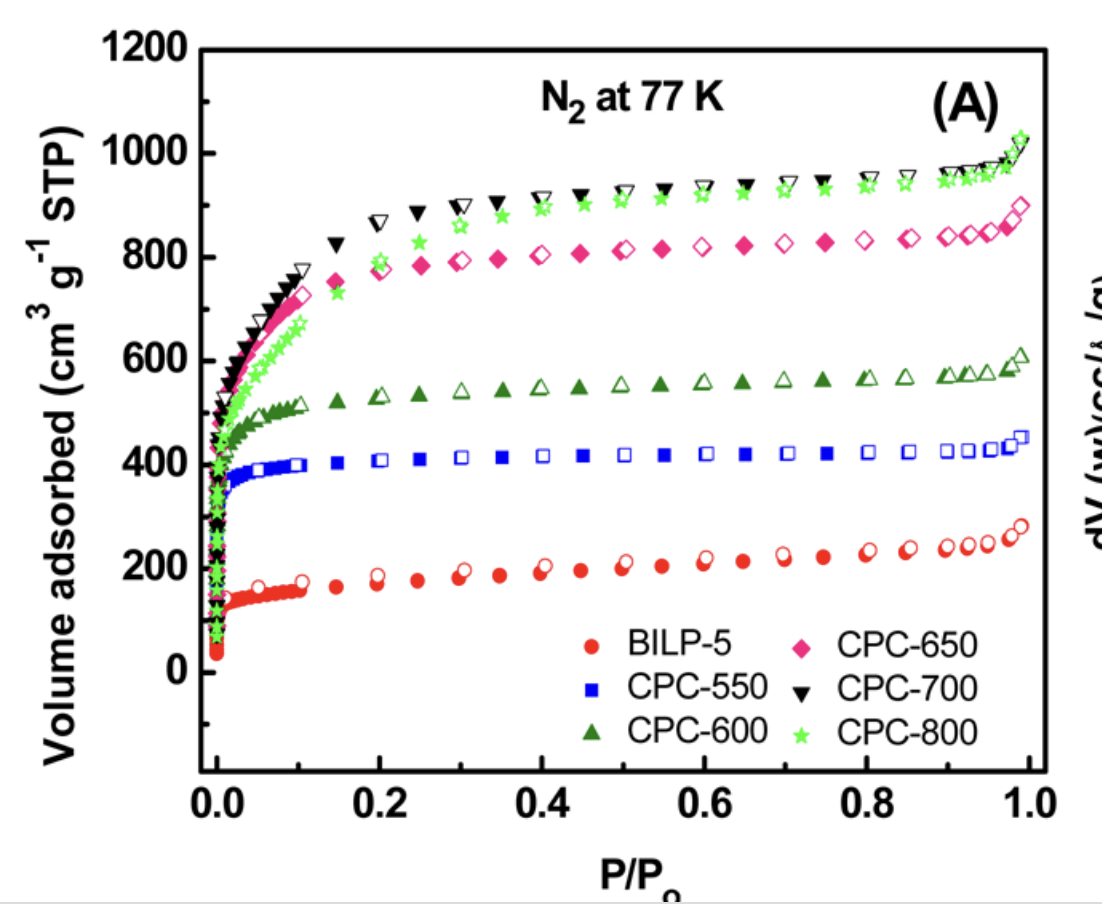 N₂ at 77 K
(A)
Volume adsorbed (cm³ g⁻¹ STP)
1200
1000
800
600
400
200
0
BILP-5
CPC-550
CPC-600
CPC-650
CPC-700
CPC-800
0.0 0.2 0.4 0.6 0.8 1.0
P/Pₒ